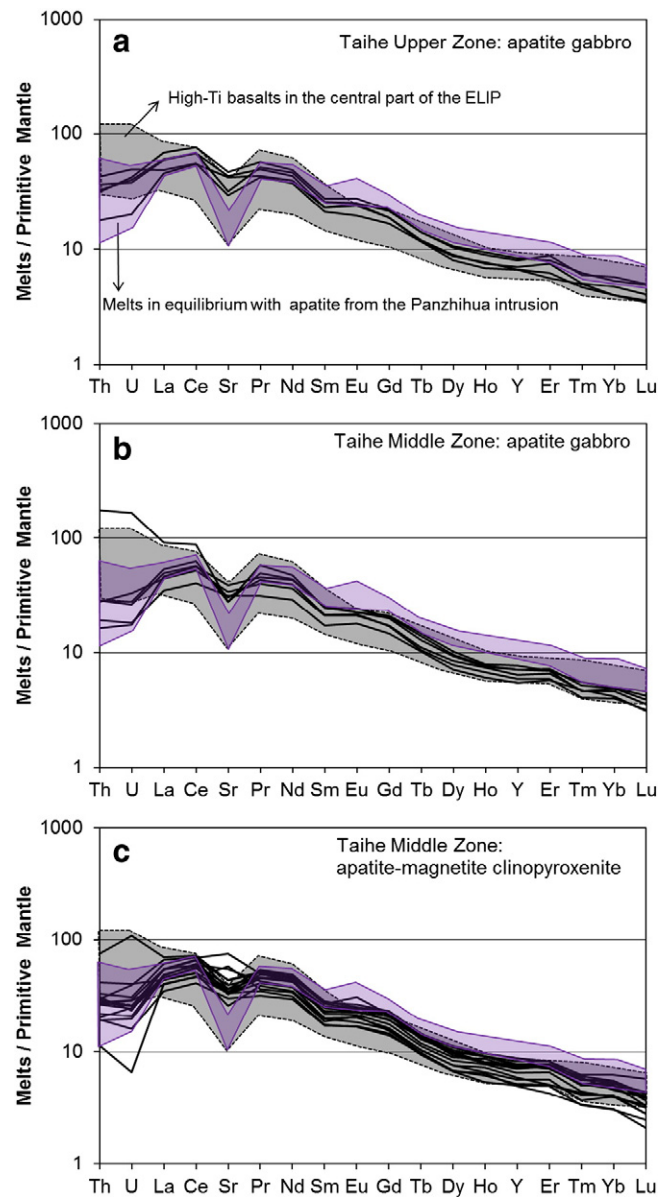 1000
a
Taihe Upper Zone: apatite gabbro
High-Ti basalts in the central part of the ELIP
100
Melts / Primitive Mantle
10
Melts in equilibrium with apatite from the Panzhihua intrusion
1
Th U La Ce Sr Pr Nd Sm Eu Gd Tb Dy Ho Y Er Tm Yb Lu
1000
b
Taihe Middle Zone: apatite gabbro
100
Melts / Primitive Mantle
10
1
Th U La Ce Sr Pr Nd Sm Eu Gd Tb Dy Ho Y Er Tm Yb Lu
1000
c
Taihe Middle Zone:
apatite-magnetite clinopyroxenite
100
Melts / Primitive Mantle
10
1
Th U La Ce Sr Pr Nd Sm Eu Gd Tb Dy Ho Y Er Tm Yb Lu